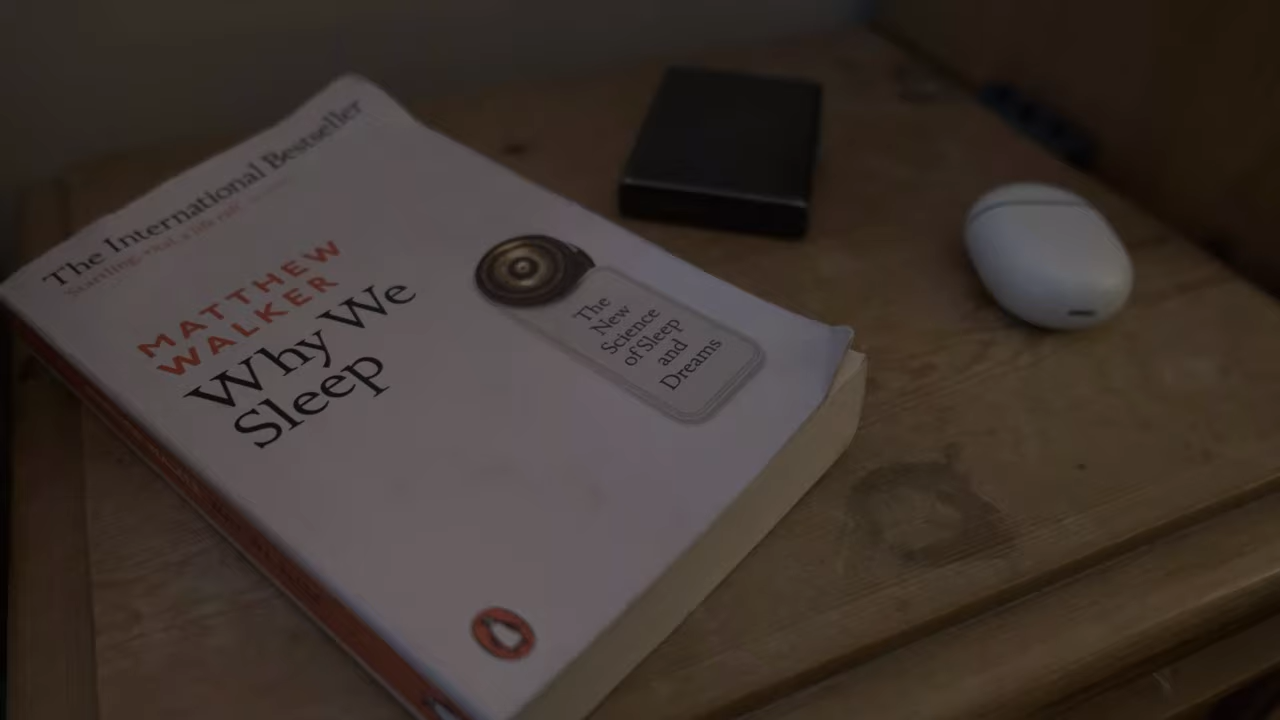 The International Bestseller
MATTHEW
WALKER
Why We
Sleep
The
New
Science
of Sleep
and
Dreams